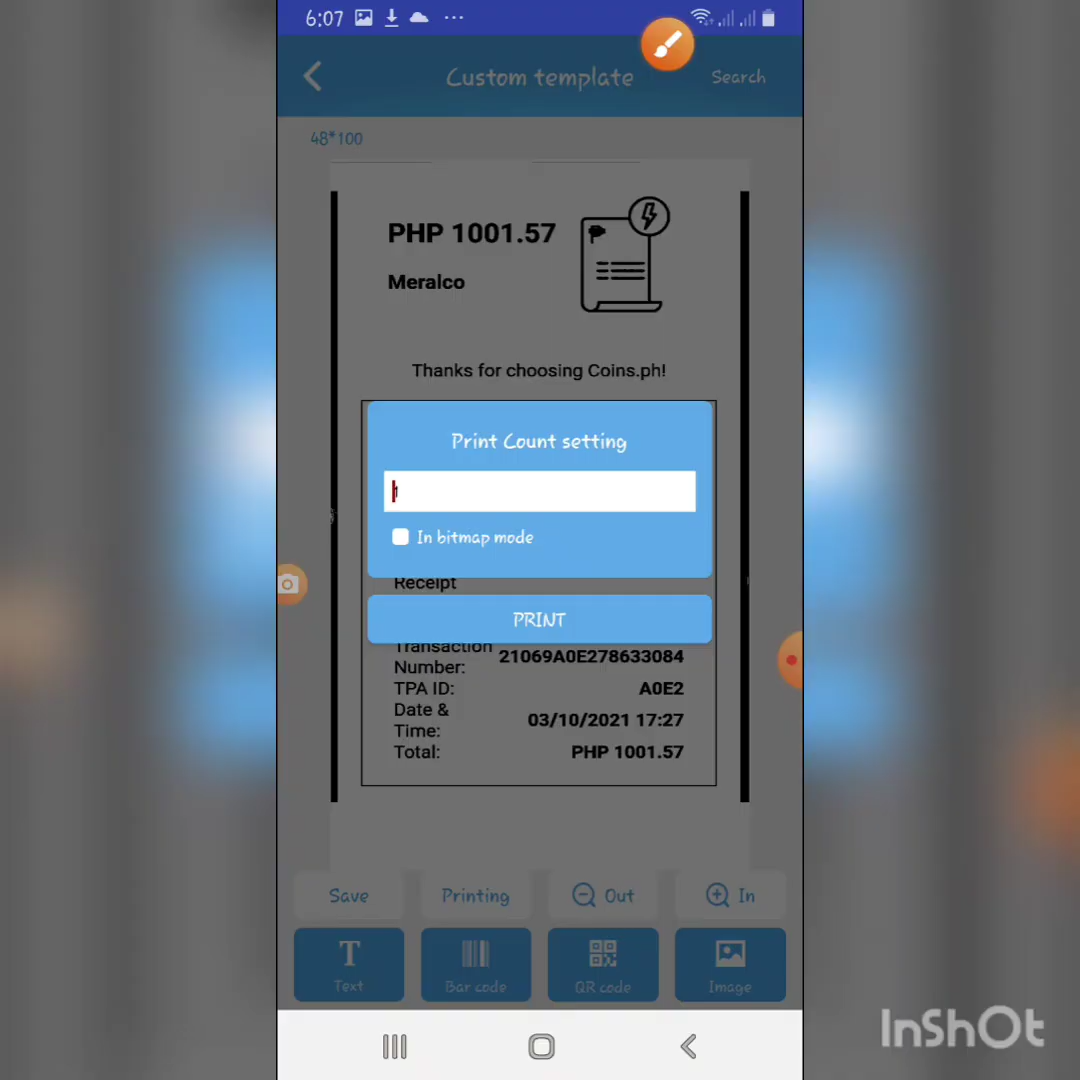 6:07
Custom template
Search
48*100
PHP 1001.57
Meralco
Thanks for choosing Coins.ph!
Print Count setting
1
In bitmap mode
Receipt
PRINT
Transaction
Number: 21069A0E278633084
TPA ID: A0E2
Date &
Time: 03/10/2021 17:27
Total: PHP 1001.57
Save Printing Out In
Text Bar code QR code Image
InShOt